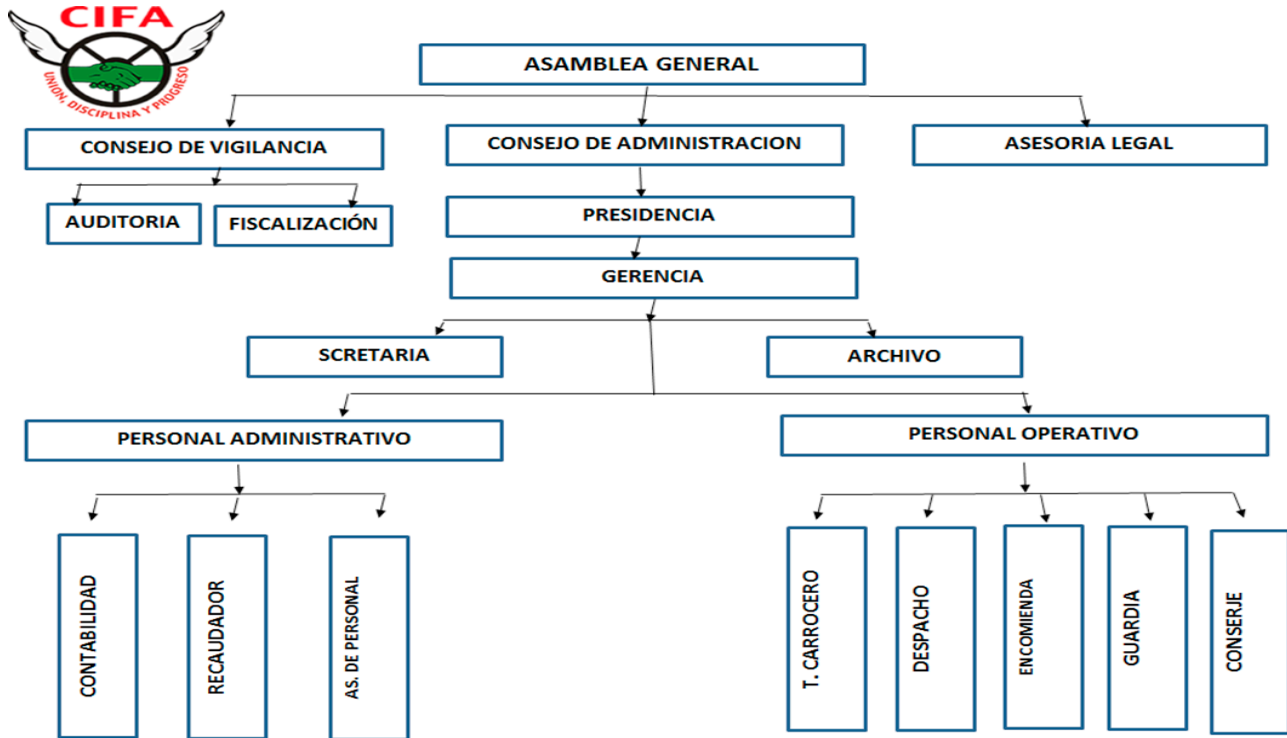 CIFA
UNION, DISCIPLINA Y PROGRESO
ASAMBLEA GENERAL
CONSEJO DE VIGILANCIA
CONSEJO DE ADMINISTRACION
ASESORIA LEGAL
AUDITORIA
FISCALIZACIÓN
PRESIDENCIA
GERENCIA
SCRETARIA
ARCHIVO
PERSONAL ADMINISTRATIVO
PERSONAL OPERATIVO
CONTABILIDAD
RECAUDADOR
AS. DE PERSONAL
T. CARROCERO
DESPACHO
ENCOMIENDA
GUARDIA
CONSERJE